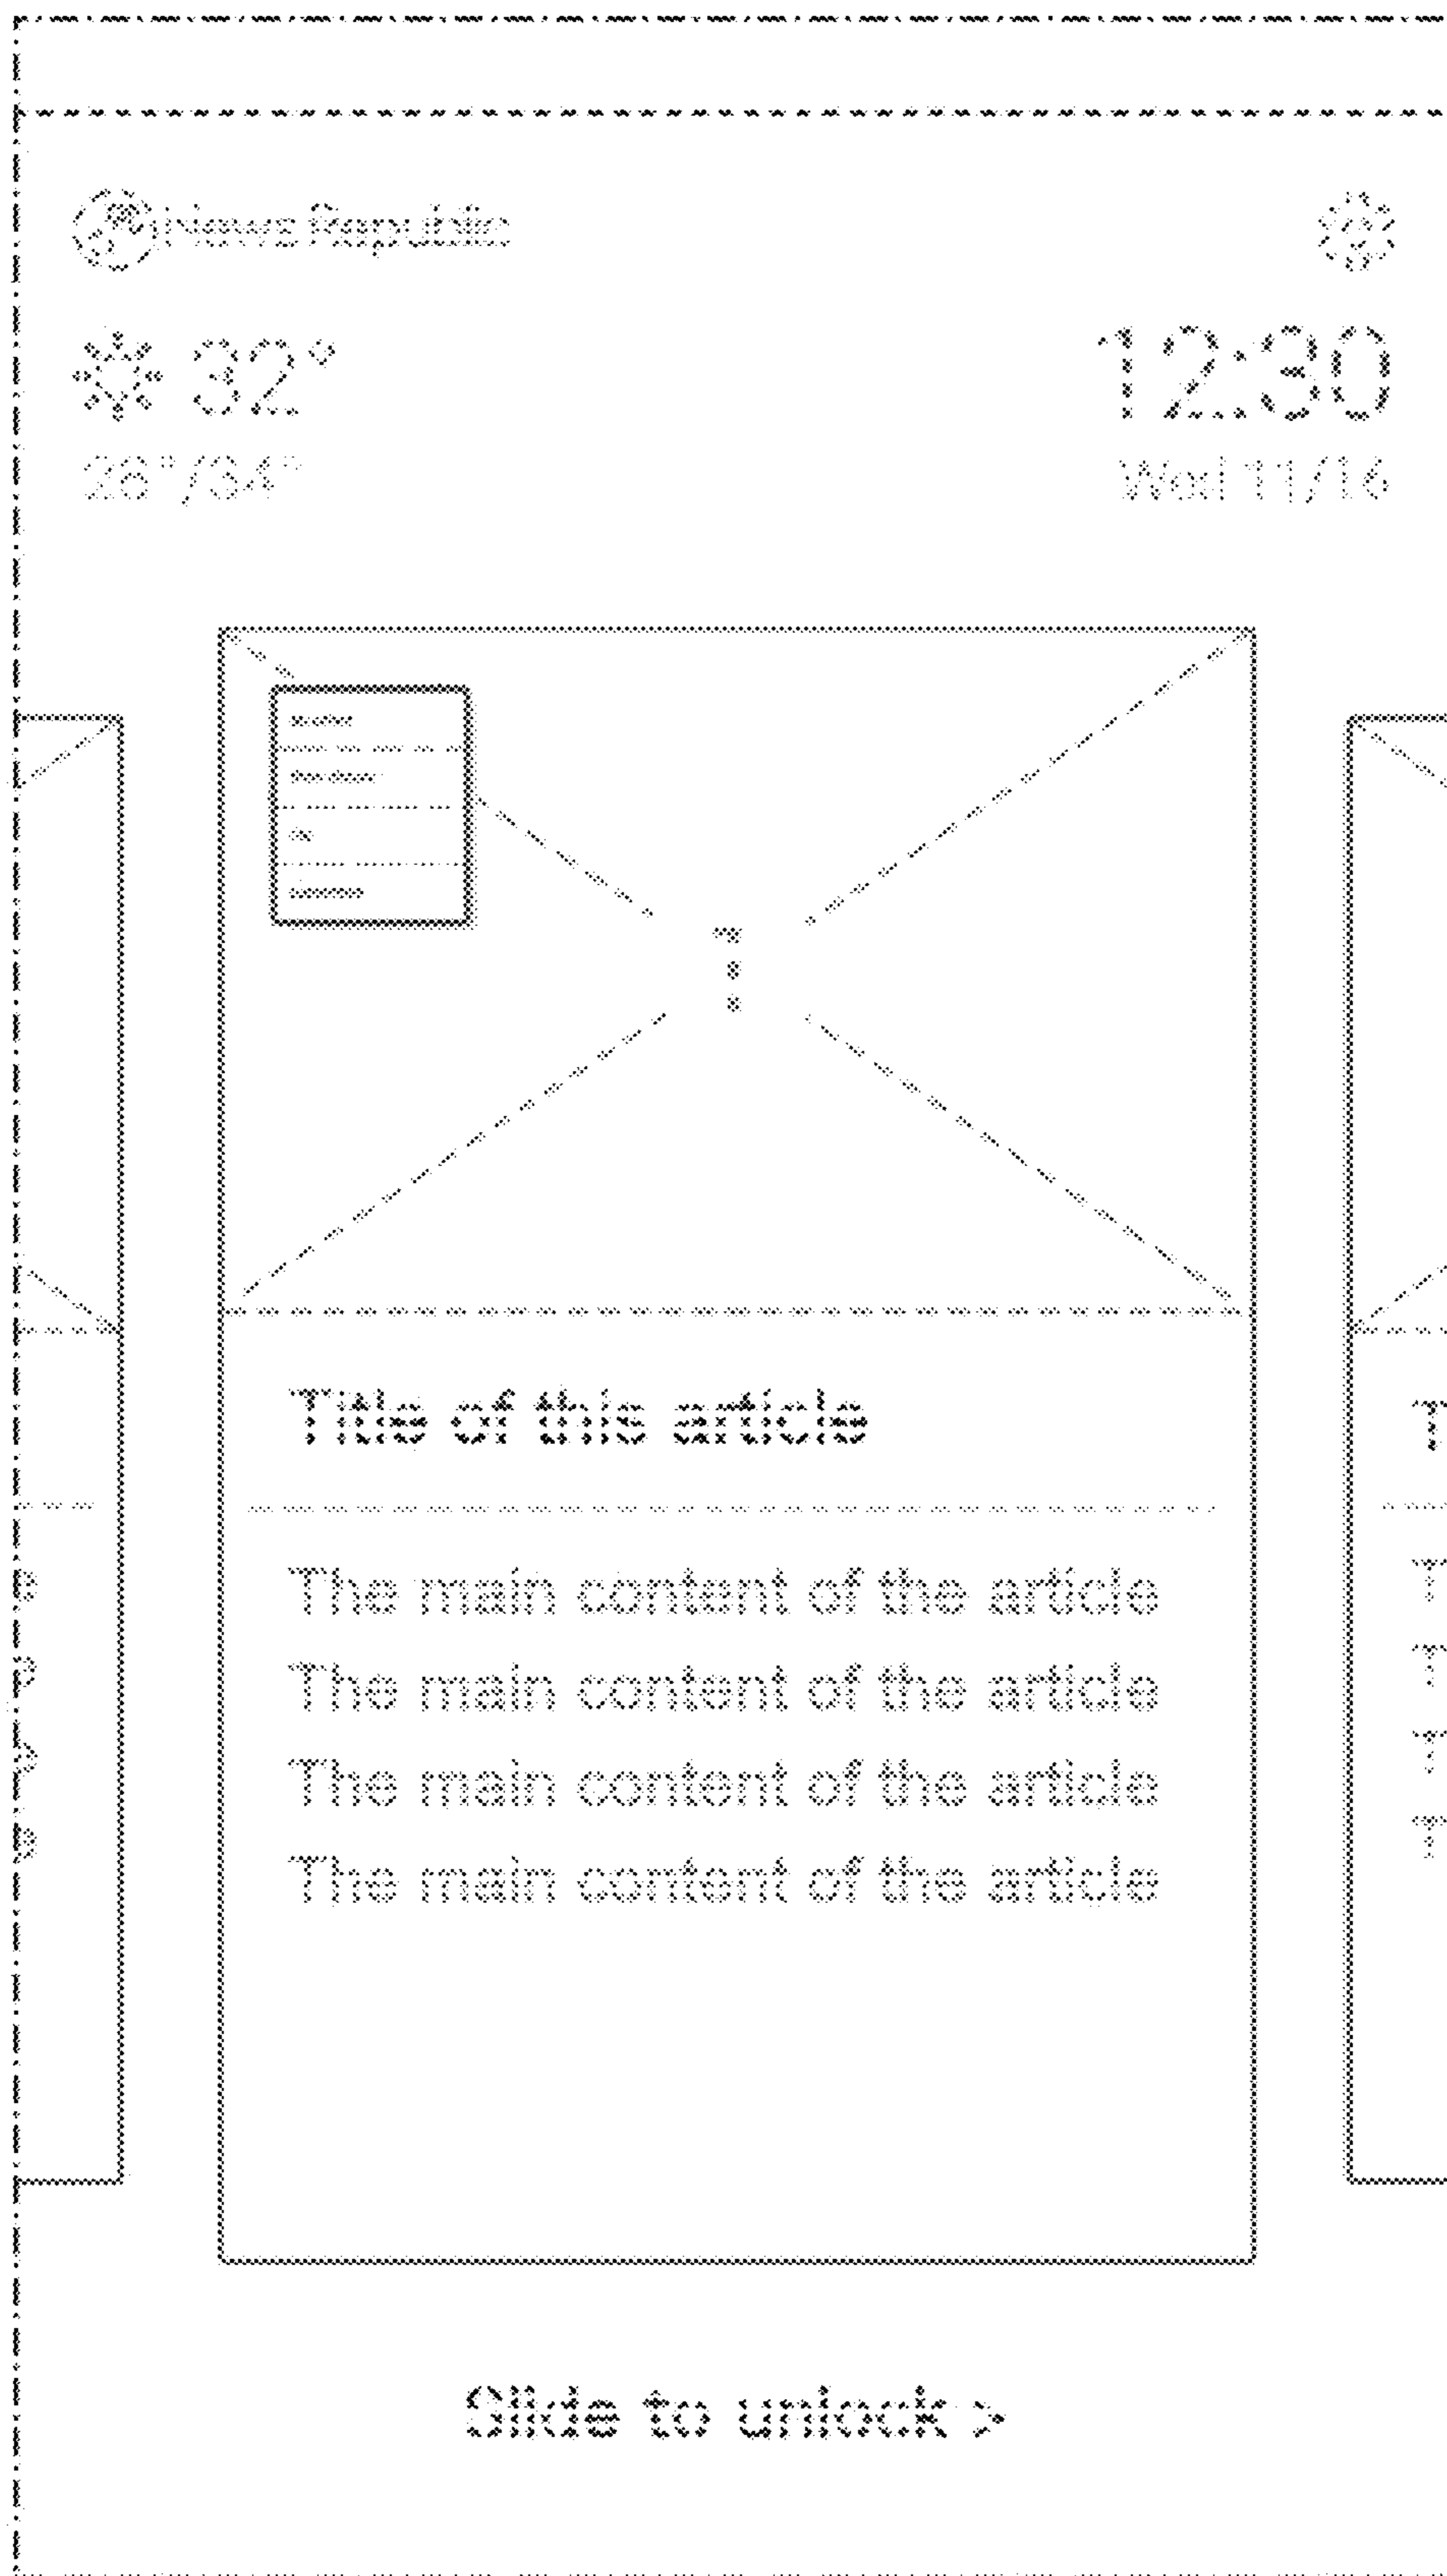 News Republic
32°
12:30
26°/34°
Wed 11/16
1
Title of this article
The main content of the article
The main content of the article
The main content of the article
The main content of the article
T
T
T
T
T
Slide to unlock >